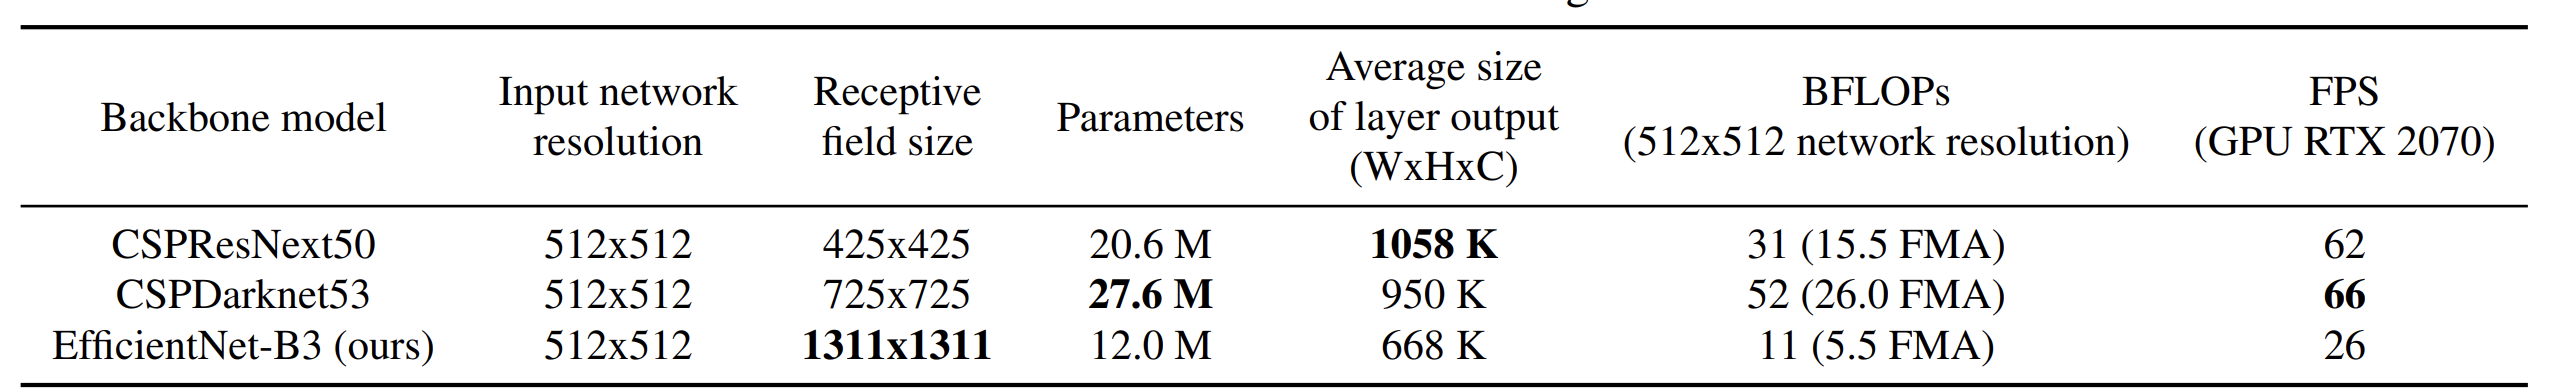 Backbone model Input network resolution Receptive field size Parameters Average size of layer output (WxHxC) BFLOPs (512x512 network resolution) FPS (GPU RTX 2070)
CSPResNext50 512x512 425x425 20.6 M 1058 K 31 (15.5 FMA) 62
CSPDarknet53 512x512 725x725 27.6 M 950 K 52 (26.0 FMA) 66
EfficientNet-B3 (ours) 512x512 1311x1311 12.0 M 668 K 11 (5.5 FMA) 26